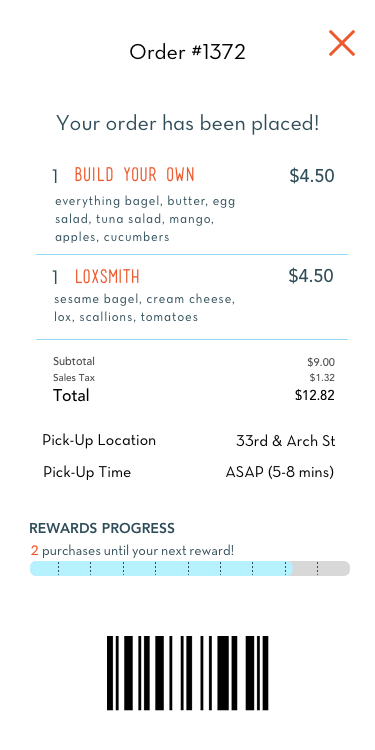 Order #1372
Your order has been placed!
1 BUILD YOUR OWN $4.50
everything bagel, butter, egg
salad, tuna salad, mango,
apples, cucumbers
1 LOXSMITH $4.50
sesame bagel, cream cheese,
lox, scallions, tomatoes
Subtotal $9.00
Sales Tax $1.32
Total $12.82
Pick-Up Location 33rd & Arch St
Pick-Up Time ASAP (5-8 mins)
REWARDS PROGRESS
2 purchases until your next reward!